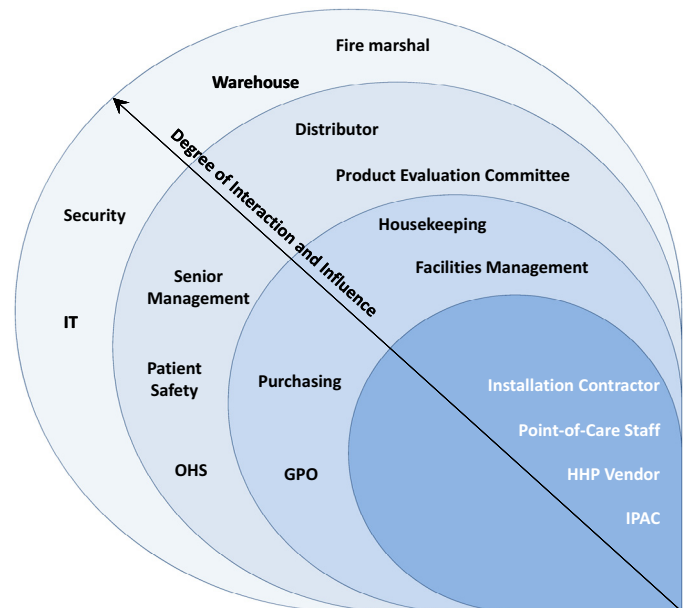 Fire marshal
Warehouse
Distributor
Degree of Interaction and Influence
Product Evaluation Committee
Security
Housekeeping
Facilities Management
Senior
Management
IT
Patient
Safety
Purchasing
Installation Contractor
Point-of-Care Staff
OHS
GPO
HHP Vendor
IPAC